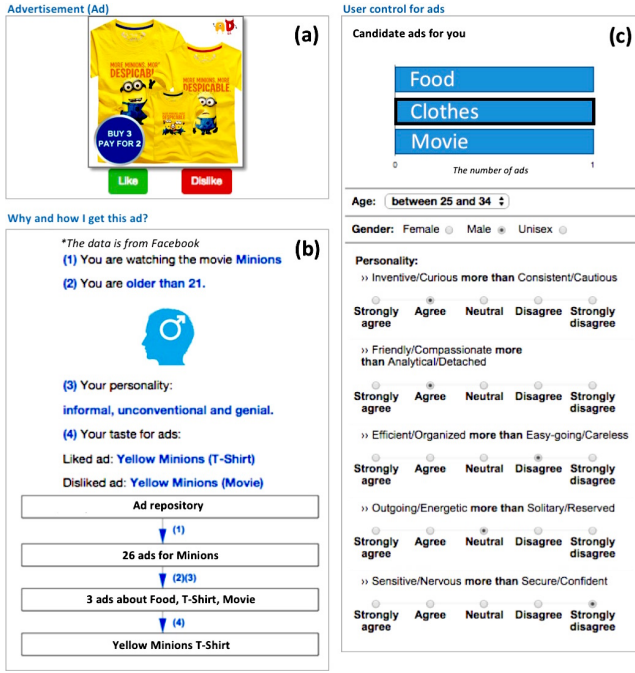 Advertisement (Ad)
(a)
MORE MINIONS, MORE
DESPICABLE
MORE MINIONS, MORE
DESPICABLE
BUY 3
PAY FOR 2
Like
Dislike
Why and how I get this ad?
(b)
*The data is from Facebook
(1) You are watching the movie Minions
(2) You are older than 21.
(3) Your personality:
informal, unconventional and genial.
(4) Your taste for ads:
Liked ad: Yellow Minions (T-Shirt)
Disliked ad: Yellow Minions (Movie)
Ad repository
(1)
26 ads for Minions
(2)(3)
3 ads about Food, T-Shirt, Movie
(4)
Yellow Minions T-Shirt
User control for ads
Candidate ads for you
(c)
Food
Clothes
Movie
0 1
The number of ads
Age: between 25 and 34
Gender: Female Male Unisex
Personality:
›› Inventive/Curious more than Consistent/Cautious
Strongly agree Agree Neutral Disagree Strongly disagree
›› Friendly/Compassionate more
than Analytical/Detached
Strongly agree Agree Neutral Disagree Strongly disagree
›› Efficient/Organized more than Easy-going/Careless
Strongly agree Agree Neutral Disagree Strongly disagree
›› Outgoing/Energetic more than Solitary/Reserved
Strongly agree Agree Neutral Disagree Strongly disagree
›› Sensitive/Nervous more than Secure/Confident
Strongly agree Agree Neutral Disagree Strongly disagree